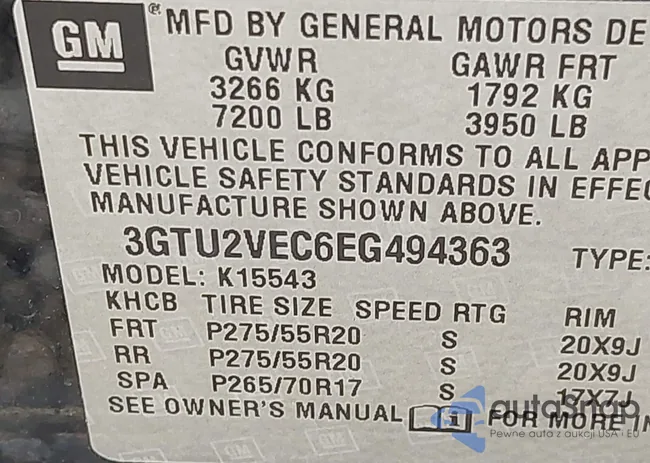 GM
® MFD BY GENERAL MOTORS DE
GVWR GAWR FRT
3266 KG 1792 KG
7200 LB 3950 LB
THIS VEHICLE CONFORMS TO ALL APP
VEHICLE SAFETY STANDARDS IN EFFEC
MANUFACTURE SHOWN ABOVE.
3GTU2VEC6EG494363 TYPE:
MODEL: K15543
KHCB TIRE SIZE SPEED RTG RIM
FRT P275/55R20 S 20X9J
RR P275/55R20 S 20X9J
SPA P265/70R17 S 17X7J
SEE OWNER'S MANUAL i FOR MORE IN
autaSnap
Pewne auta z aukcji USA i EU